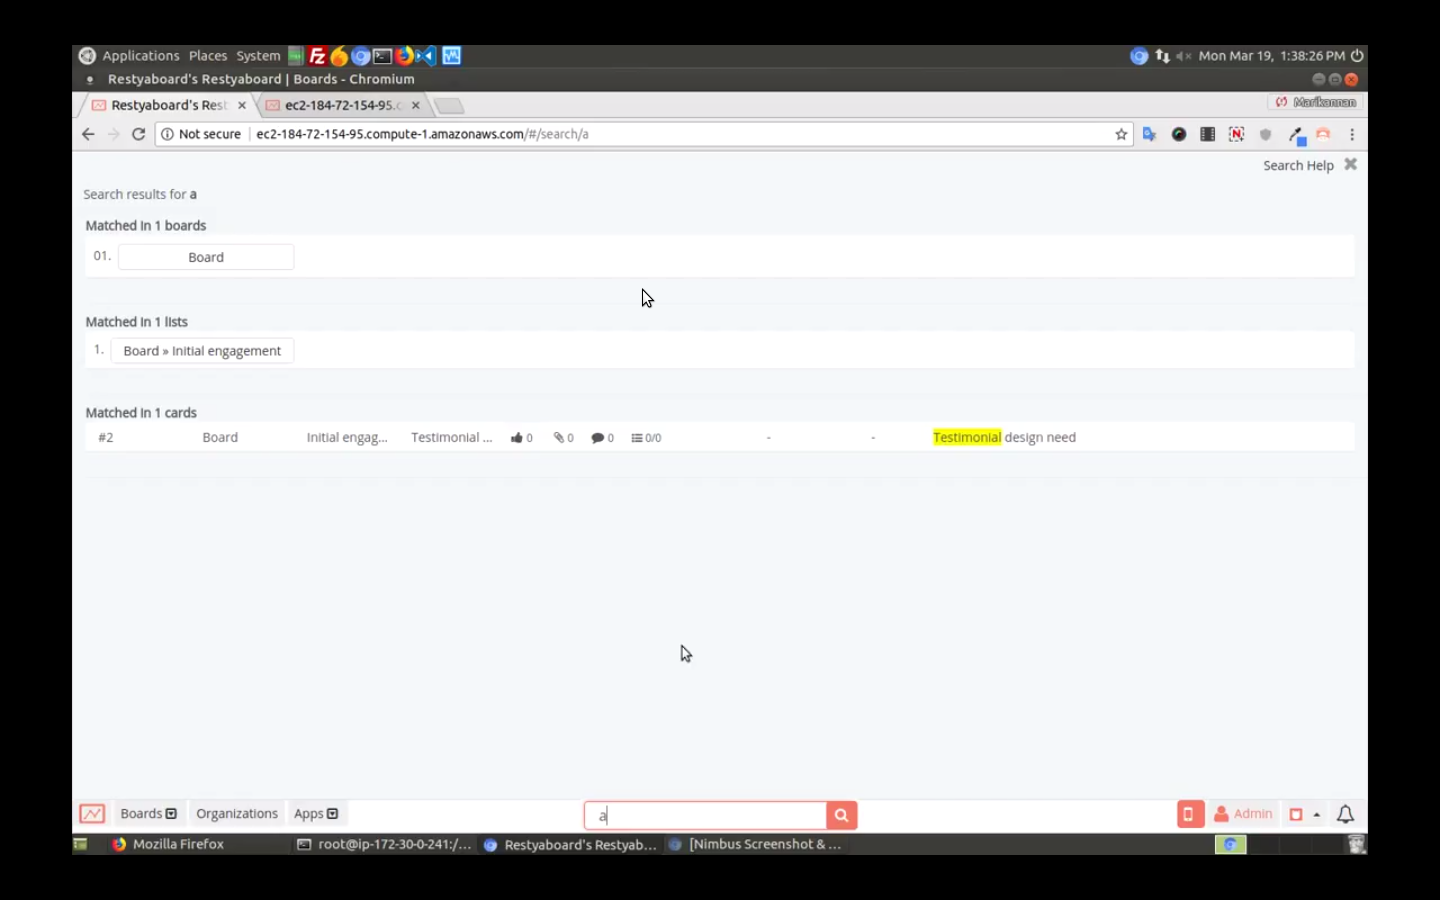 Applications Places System Mon Mar 19, 1:38:26 PM
Restyaboard's Restyaboard | Boards - Chromium
Restyaboard's Rest ec2-184-72-154-95.c Marikannan
Not secure ec2-184-72-154-95.compute-1.amazonaws.com/#/search/a
Search Help
Search results for a
Matched in 1 boards
01. Board
Matched in 1 lists
1. Board » Initial engagement
Matched in 1 cards
#2 Board Initial engag... Testimonial ... 0 0 0 0/0 - - Testimonial design need
Boards Organizations Apps a Admin
Mozilla Firefox root@ip-172-30-0-241:/... Restyaboard's Restyab... [Nimbus Screenshot & ...